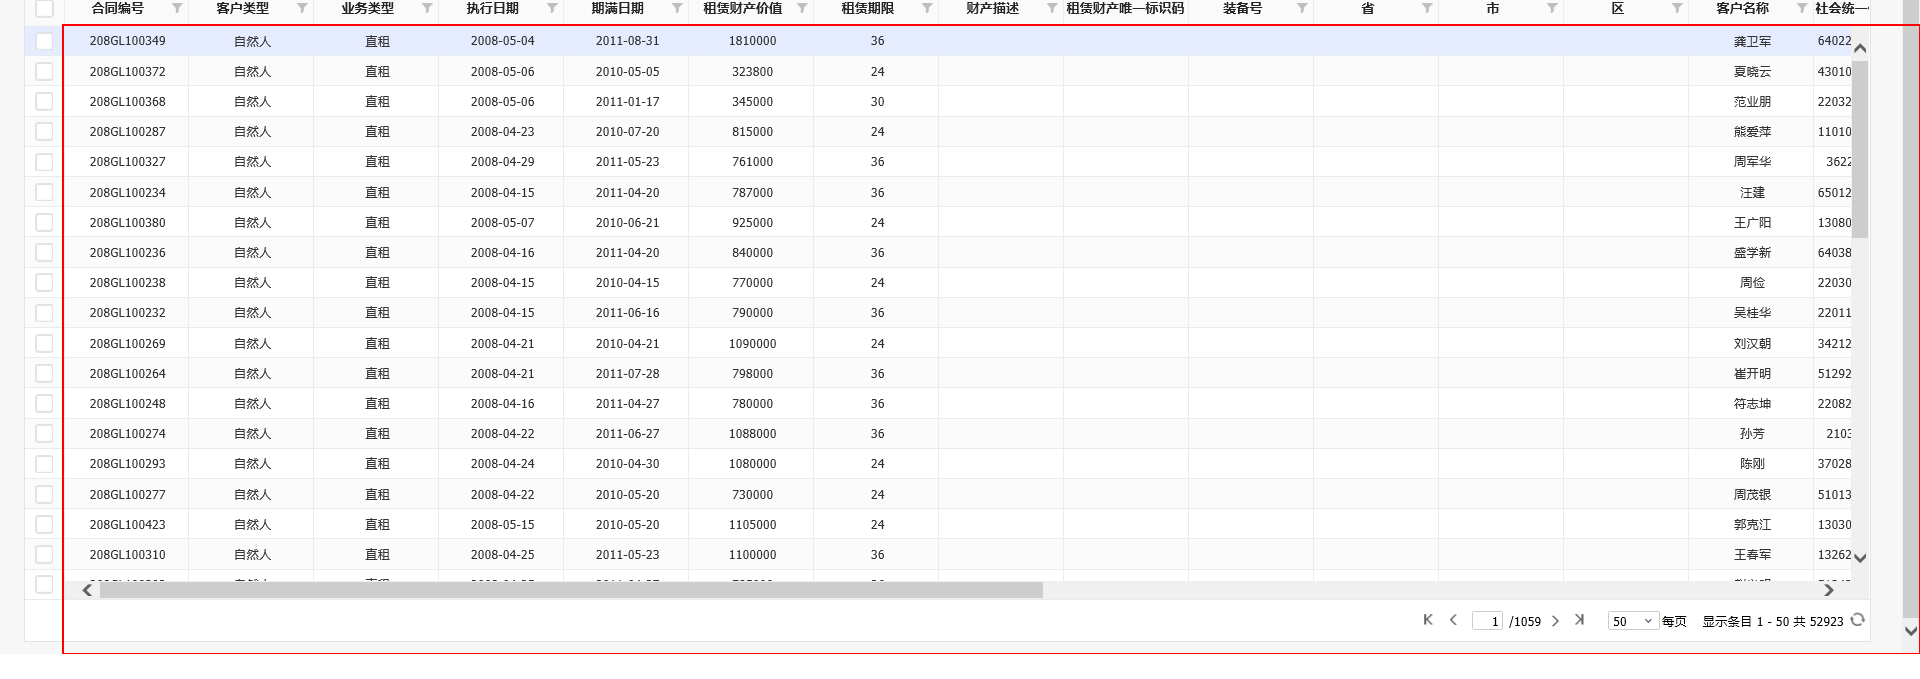 合同编号 客户类型 业务类型 执行日期 期满日期 租赁财产价值 租赁期限 财产描述 租赁财产唯一标识码 装备号 省 市 区 客户名称 社会统一
208GL100349 自然人 直租 2008-05-04 2011-08-31 1810000 36 龚卫军 64022
208GL100372 自然人 直租 2008-05-06 2010-05-05 323800 24 夏晓云 43010
208GL100368 自然人 直租 2008-05-06 2011-01-17 345000 30 范业朋 22032
208GL100287 自然人 直租 2008-04-23 2010-07-20 815000 24 熊爱萍 11010
208GL100327 自然人 直租 2008-04-29 2011-05-23 761000 36 周军华 3622
208GL100234 自然人 直租 2008-04-15 2011-04-20 787000 36 汪建 65012
208GL100380 自然人 直租 2008-05-07 2010-06-21 925000 24 王广阳 13080
208GL100236 自然人 直租 2008-04-16 2011-04-20 840000 36 盛学新 64038
208GL100238 自然人 直租 2008-04-15 2010-04-15 770000 24 周俭 22030
208GL100232 自然人 直租 2008-04-15 2011-06-16 790000 36 吴桂华 22011
208GL100269 自然人 直租 2008-04-21 2010-04-21 1090000 24 刘汉朝 34212
208GL100264 自然人 直租 2008-04-21 2011-07-28 798000 36 崔开明 51292
208GL100248 自然人 直租 2008-04-16 2011-04-27 780000 36 符志坤 22082
208GL100274 自然人 直租 2008-04-22 2011-06-27 1088000 36 孙芳 2103
208GL100293 自然人 直租 2008-04-24 2010-04-30 1080000 24 陈刚 37028
208GL100277 自然人 直租 2008-04-22 2010-05-20 730000 24 周茂银 51013
208GL100423 自然人 直租 2008-05-15 2010-05-20 1105000 24 郭克江 13030
208GL100310 自然人 直租 2008-04-25 2011-05-23 1100000 36 王春军 13262
1 /1059 50 每页 显示条目 1 - 50 共 52923